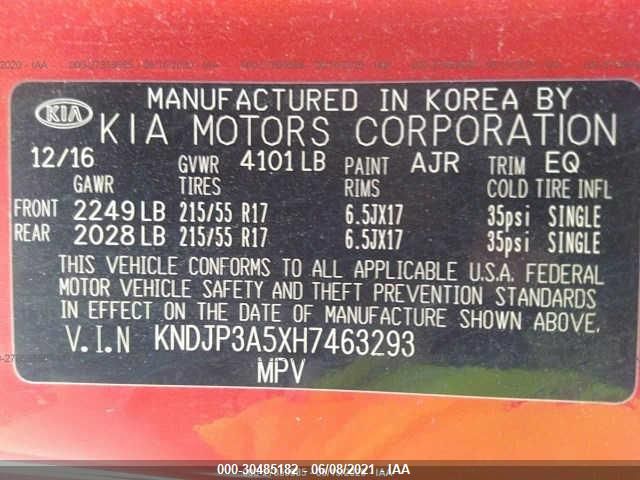 MANUFACTURED IN KOREA BY
KIA KIA MOTORS CORPORATION
12/16 GVWR 4101 LB PAINT AJR TRIM EQ
GAWR TIRES RIMS COLD TIRE INFL
FRONT 2249 LB 215/55 R17 6.5JX17 35psi SINGLE
REAR 2028 LB 215/55 R17 6.5JX17 35psi SINGLE
THIS VEHICLE CONFORMS TO ALL APPLICABLE U.S.A. FEDERAL
MOTOR VEHICLE SAFETY AND THEFT PREVENTION STANDARDS
IN EFFECT ON THE DATE OF MANUFACTURE SHOWN ABOVE.
V.I.N KNDJP3A5XH7463293
MPV
000-30485182 - 06/08/2021 - IAA